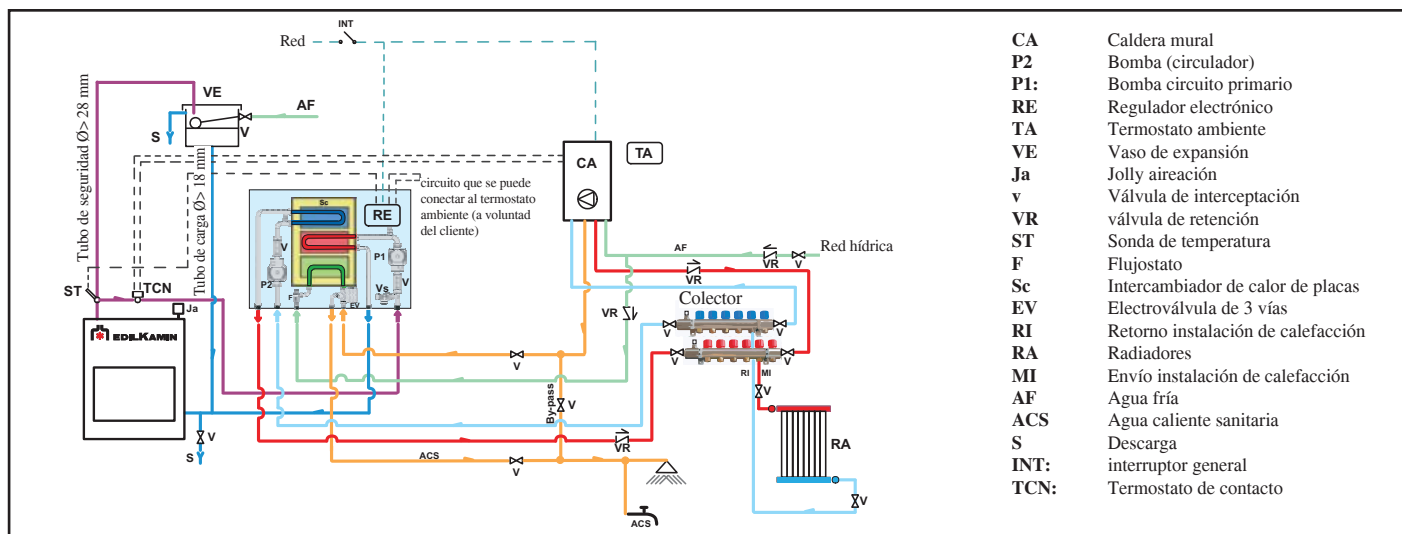 INT
Red
Tubo de seguridad Ø> 28 mm
VE
AF
S
V
Tubo de carga Ø> 18 mm
CA
TA
circuito que se puede
conectar al termostato
ambiente (a voluntad
del cliente)
Sc
RE
V
P1
P2
V
Vs
F
EV
ST
TCN
Ja
EDILKAMIN
AF
VR
V
Red hídrica
VR
VR
Colector
V
V
V
V
RI
MI
V
V
By-pass
V
VR
RA
V
S
ACS
V
V
ACS
CA Caldera mural
P2 Bomba (circulador)
P1: Bomba circuito primario
RE Regulador electrónico
TA Termostato ambiente
VE Vaso de expansión
Ja Jolly aireación
v Válvula de interceptación
VR válvula de retención
ST Sonda de temperatura
F Flujostato
Sc Intercambiador de calor de placas
EV Electroválvula de 3 vías
RI Retorno instalación de calefacción
RA Radiadores
MI Envío instalación de calefacción
AF Agua fría
ACS Agua caliente sanitaria
S Descarga
INT: interruptor general
TCN: Termostato de contacto